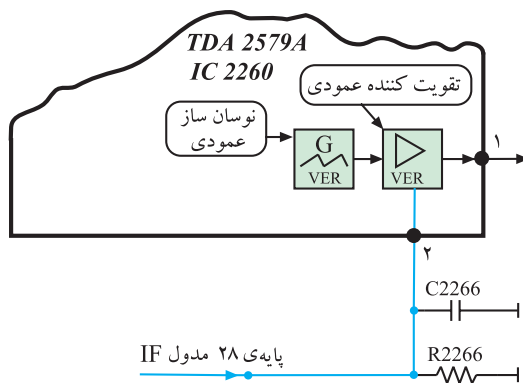 TDA 2579A
IC 2260
تقویت کننده عمودی
نوسان ساز
عمودی
G
VER
VER
۱
۲
C2266
R2266
پایه‌ی ۲۸ مدول IF